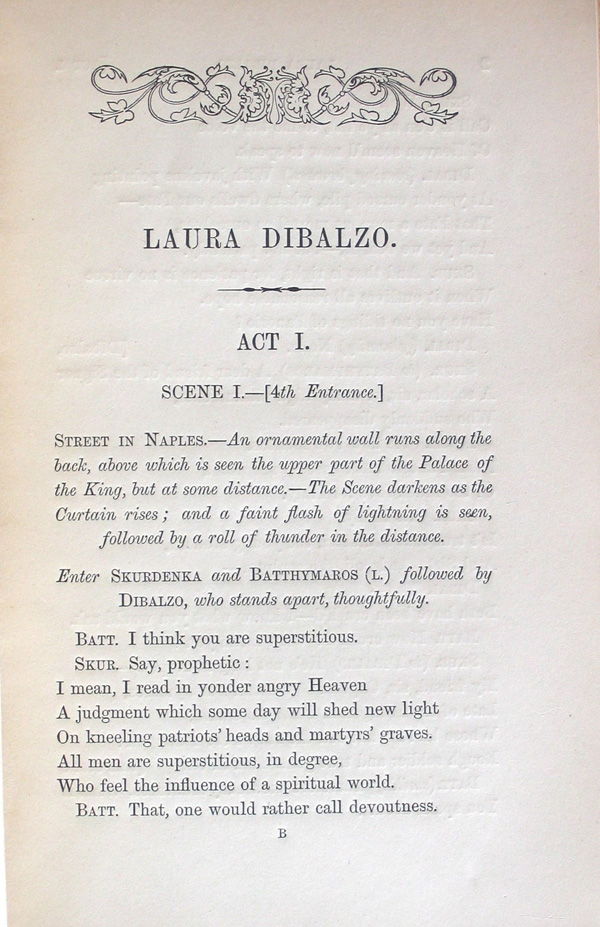 LAURA DIBALZO.
ACT I.
SCENE I.—[4th Entrance.]
STREET IN NAPLES.—An ornamental wall runs along the
back, above which is seen the upper part of the Palace of
the King, but at some distance.—The Scene darkens as the
Curtain rises; and a faint flash of lightning is seen,
followed by a roll of thunder in the distance.
Enter SKURDENKA and BATTHYMAROS (L.) followed by
DIBALZO, who stands apart, thoughtfully.
BATT. I think you are superstitious.
SKUR. Say, prophetic:
I mean, I read in yonder angry Heaven
A judgment which some day will shed new light
On kneeling patriots' heads and martyrs' graves.
All men are superstitious, in degree,
Who feel the influence of a spiritual world.
BATT. That, one would rather call devoutness.
B